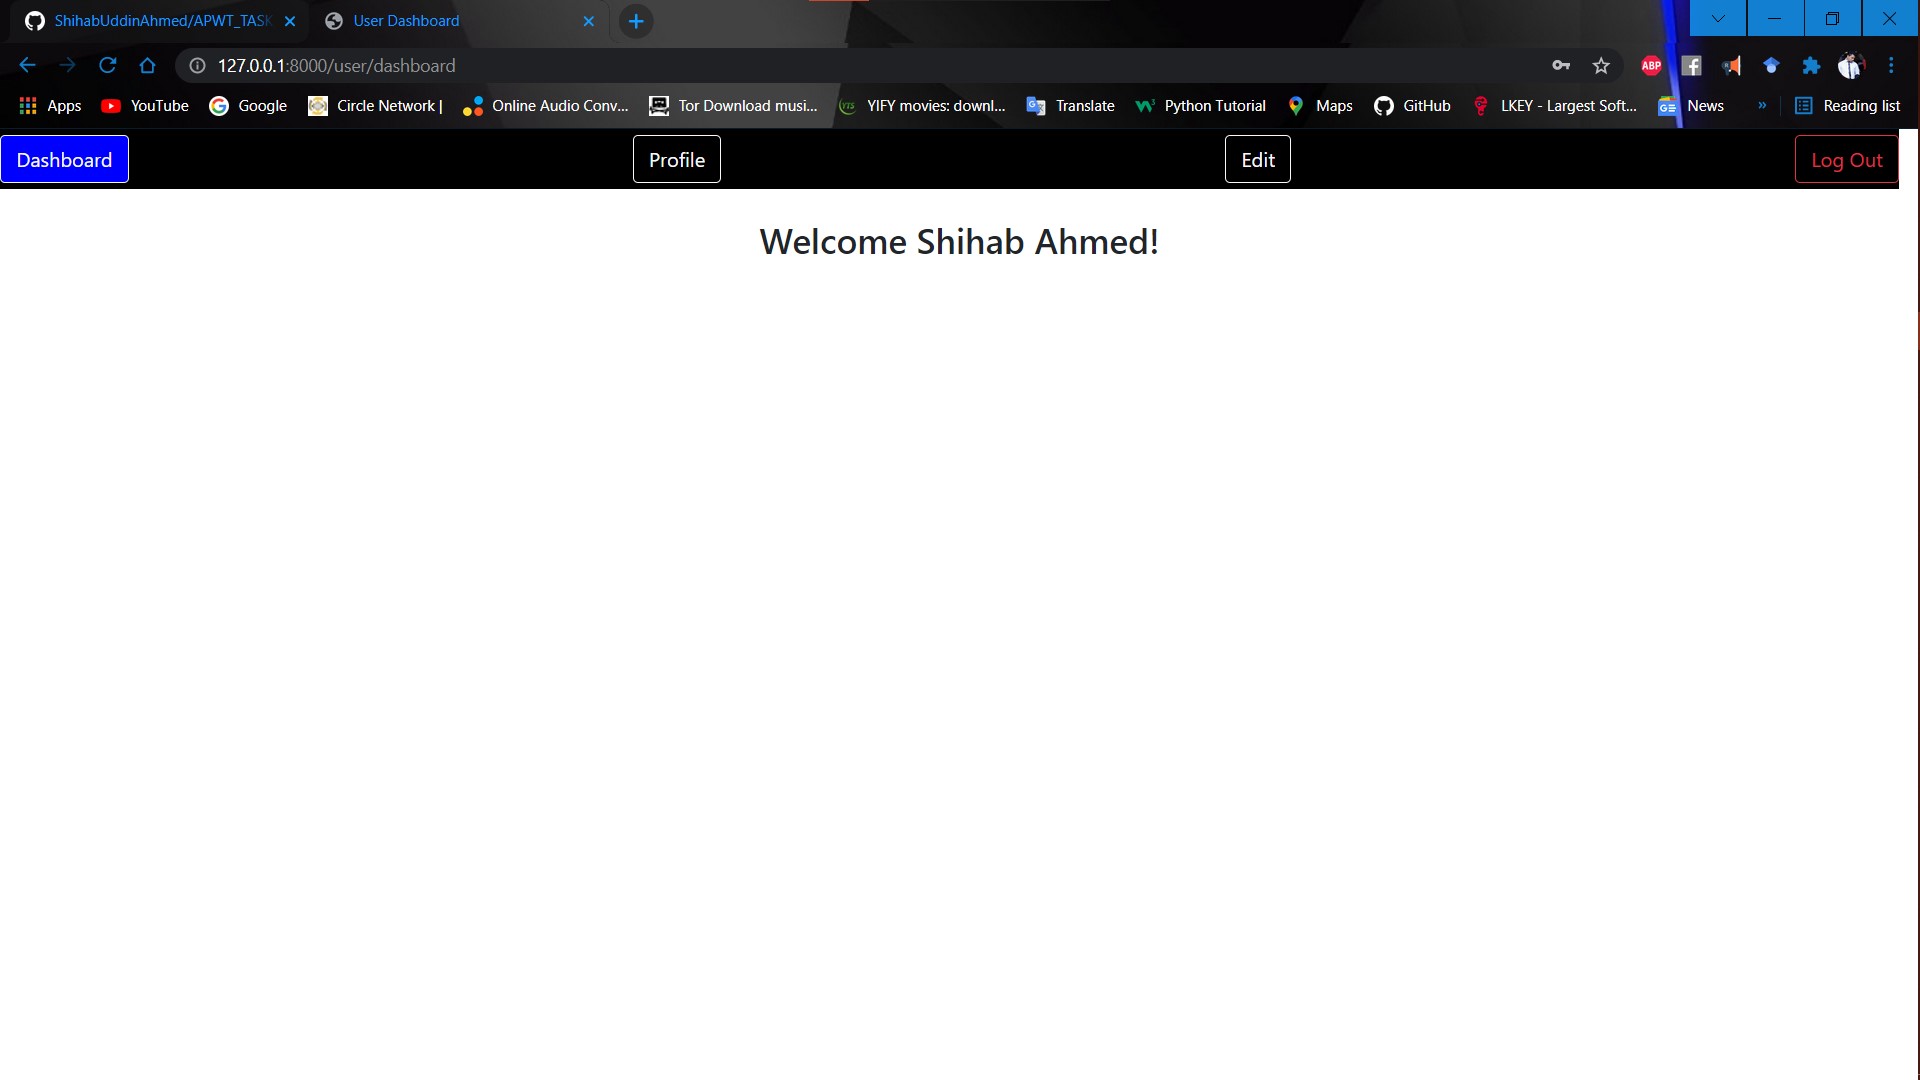 ShihabUddinAhmed/APWT_TASK
User Dashboard
127.0.0.1:8000/user/dashboard
ABP
Apps
YouTube
Google
Circle Network |
Online Audio Conv...
Tor Download musi...
YIFY movies: downl...
Translate
Python Tutorial
Maps
GitHub
LKEY - Largest Soft...
News
»
Reading list
Dashboard
Profile
Edit
Log Out
Welcome Shihab Ahmed!